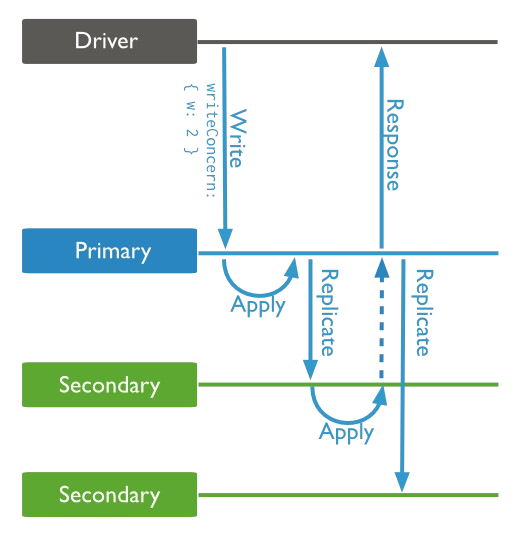 Driver
Write
writeConcern:
{ w: 2 }
Response
Primary
Apply
Replicate
Replicate
Secondary
Apply
Secondary